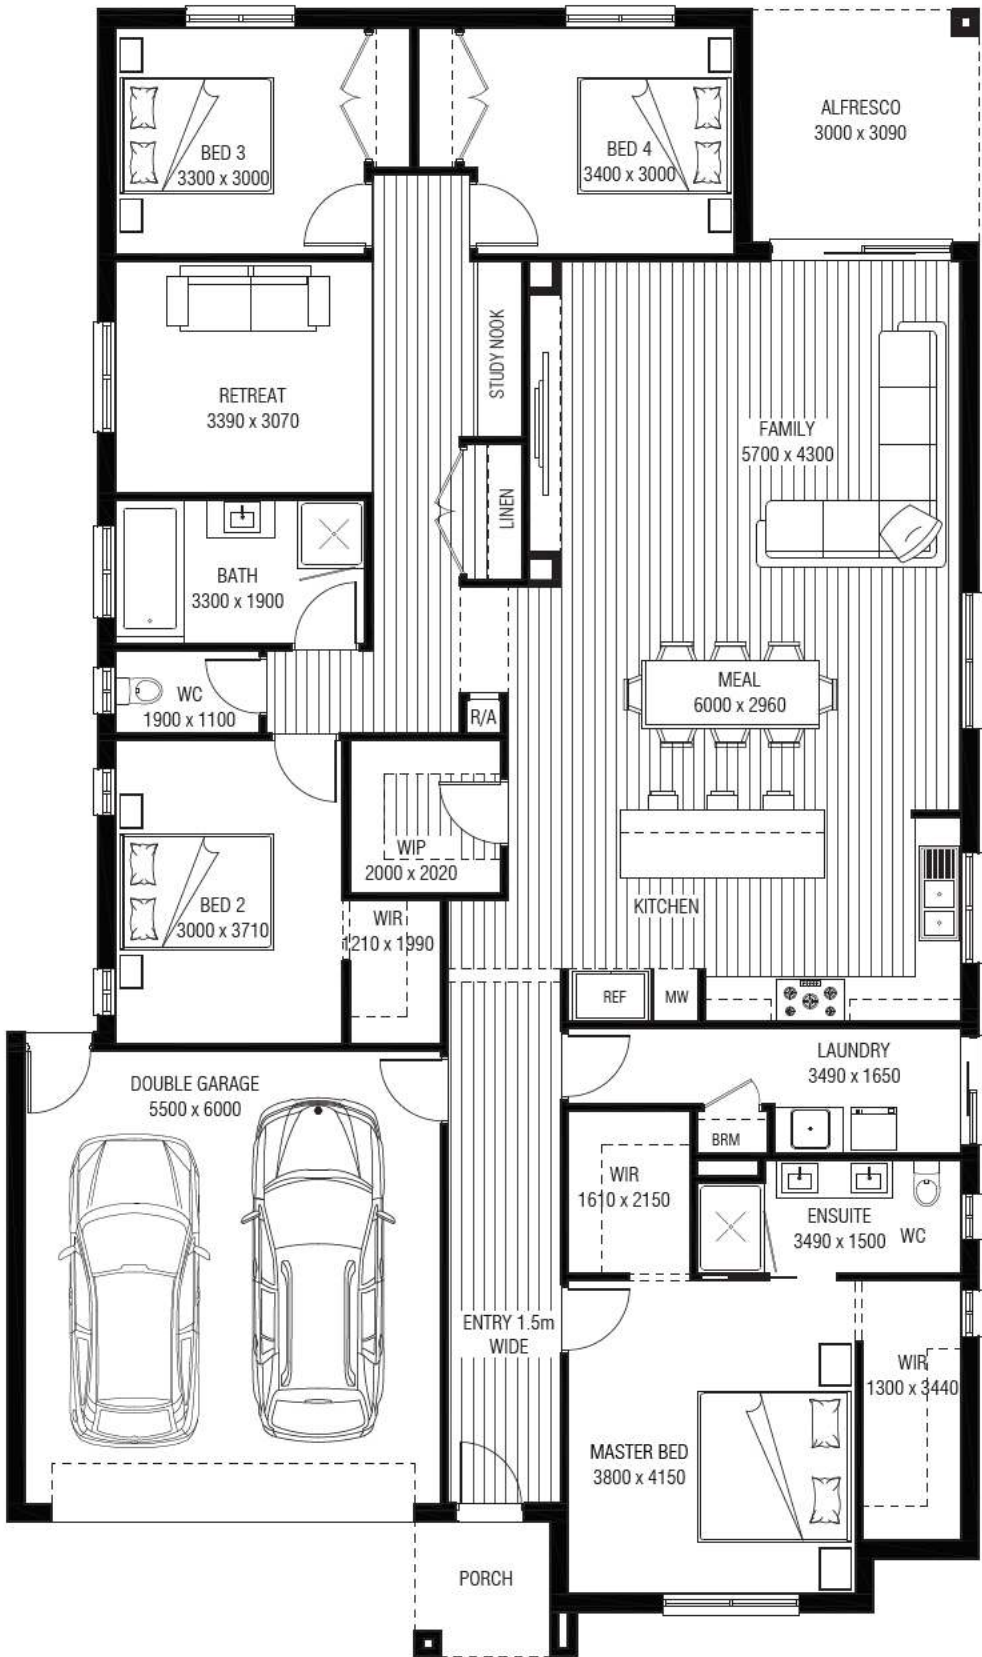 BED 3
3300 x 3000
BED 4
3400 x 3000
ALFRESCO
3000 x 3090
RETREAT
3390 x 3070
STUDY NOOK
FAMILY
5700 x 4300
LINEN
BATH
3300 x 1900
WC
1900 x 1100
R/A
MEAL
6000 x 2960
WIP
2000 x 2020
BED 2
3000 x 3710
WIR
1210 x 1990
KITCHEN
REF
MW
DOUBLE GARAGE
5500 x 6000
LAUNDRY
3490 x 1650
BRM
WIR
1610 x 2150
ENSUITE
3490 x 1500
WC
ENTRY 1.5m
WIDE
WIR
1300 x 3440
MASTER BED
3800 x 4150
PORCH